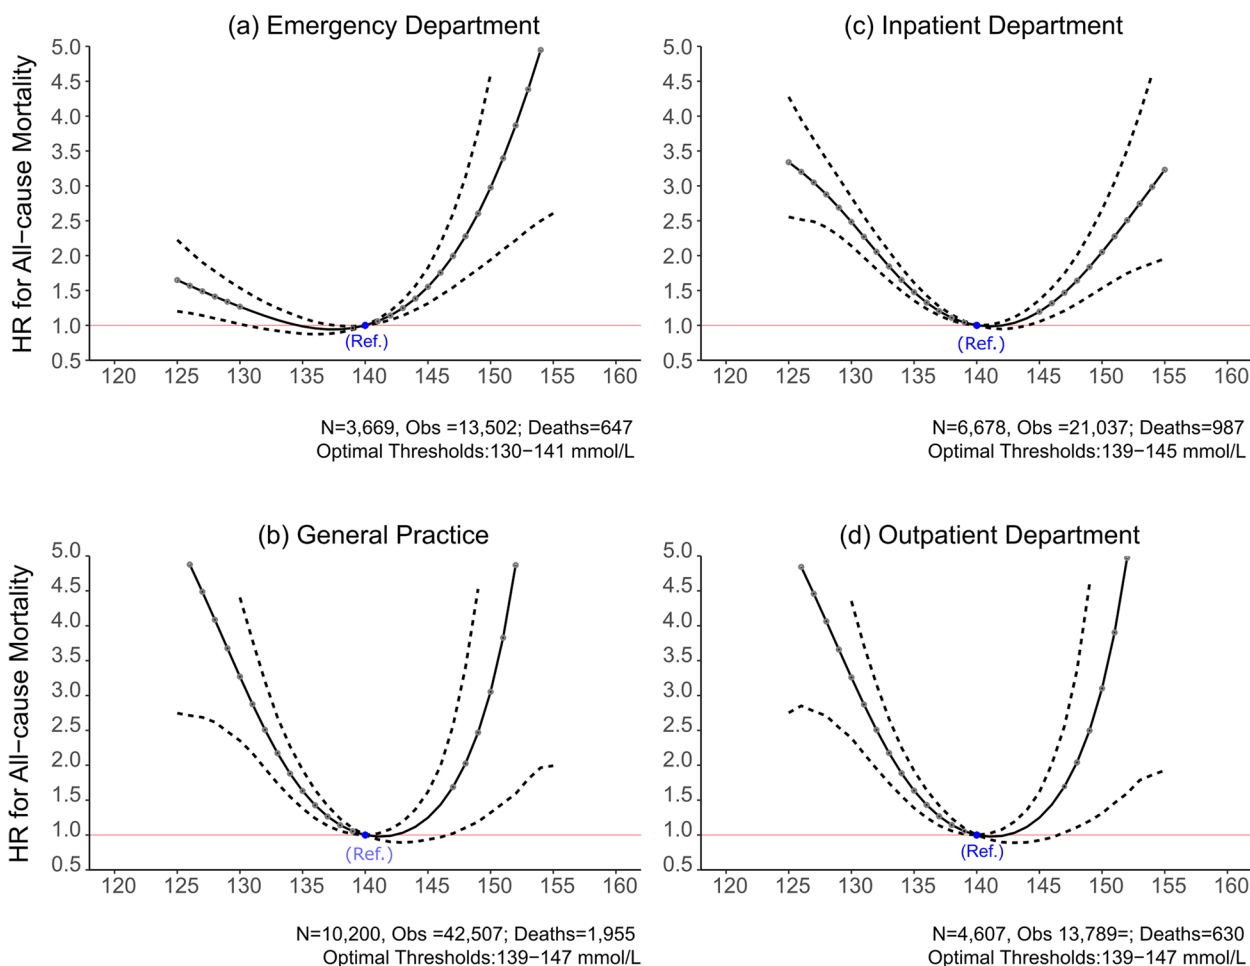 (a) Emergency Department
HR for All−cause Mortality
5.0
4.5
4.0
3.5
3.0
2.5
2.0
1.5
1.0
0.5
(Ref.)
120 125 130 135 140 145 150 155 160
N=3,669, Obs =13,502; Deaths=647
Optimal Thresholds:130−141 mmol/L
(c) Inpatient Department
5.0
4.5
4.0
3.5
3.0
2.5
2.0
1.5
1.0
0.5
(Ref.)
120 125 130 135 140 145 150 155 160
N=6,678, Obs =21,037; Deaths=987
Optimal Thresholds:139−145 mmol/L
(b) General Practice
HR for All−cause Mortality
5.0
4.5
4.0
3.5
3.0
2.5
2.0
1.5
1.0
0.5
(Ref.)
120 125 130 135 140 145 150 155 160
N=10,200, Obs =42,507; Deaths=1,955
Optimal Thresholds:139−147 mmol/L
(d) Outpatient Department
5.0
4.5
4.0
3.5
3.0
2.5
2.0
1.5
1.0
0.5
(Ref.)
120 125 130 135 140 145 150 155 160
N=4,607, Obs 13,789=; Deaths=630
Optimal Thresholds:139−147 mmol/L